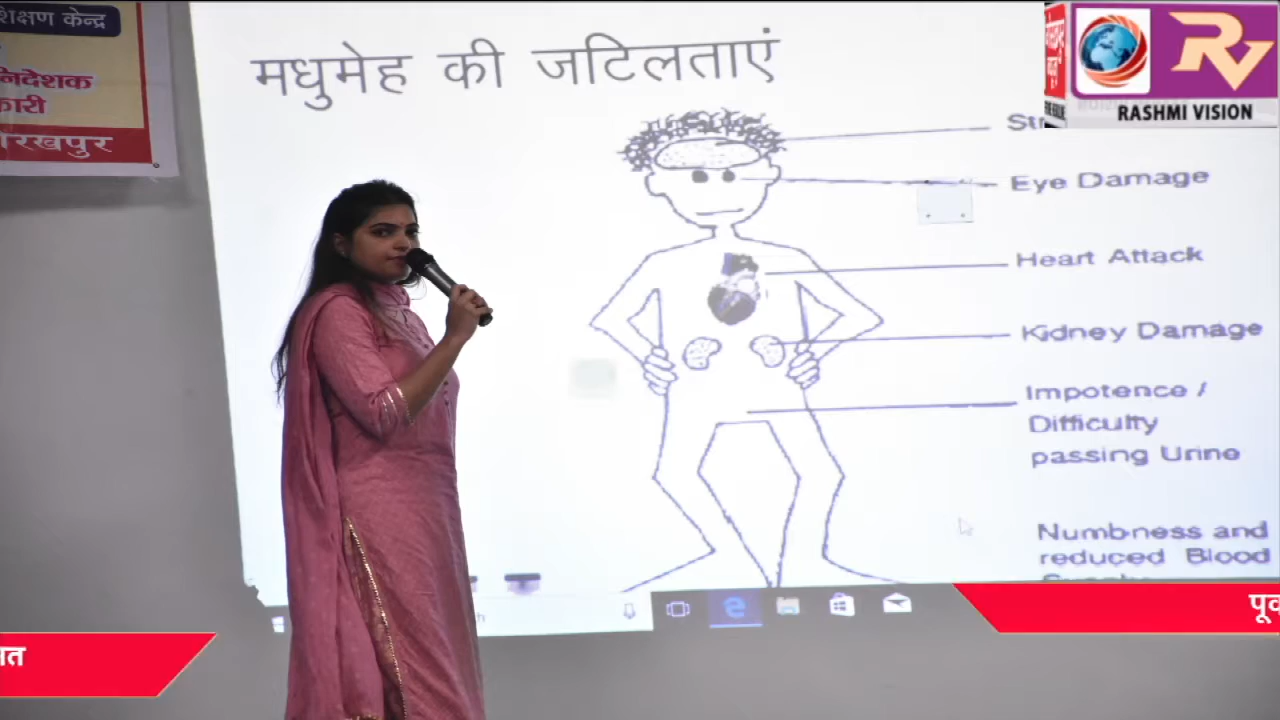 शिक्षण केन्द्र
निदेशक
मधुमेह की जटिलताएं
Eye Damage
Heart Attack
Kidney Damage
Impotence /
Difficulty
passing Urine
Numbness and
reduced Blood
RV
RASHMI VISION